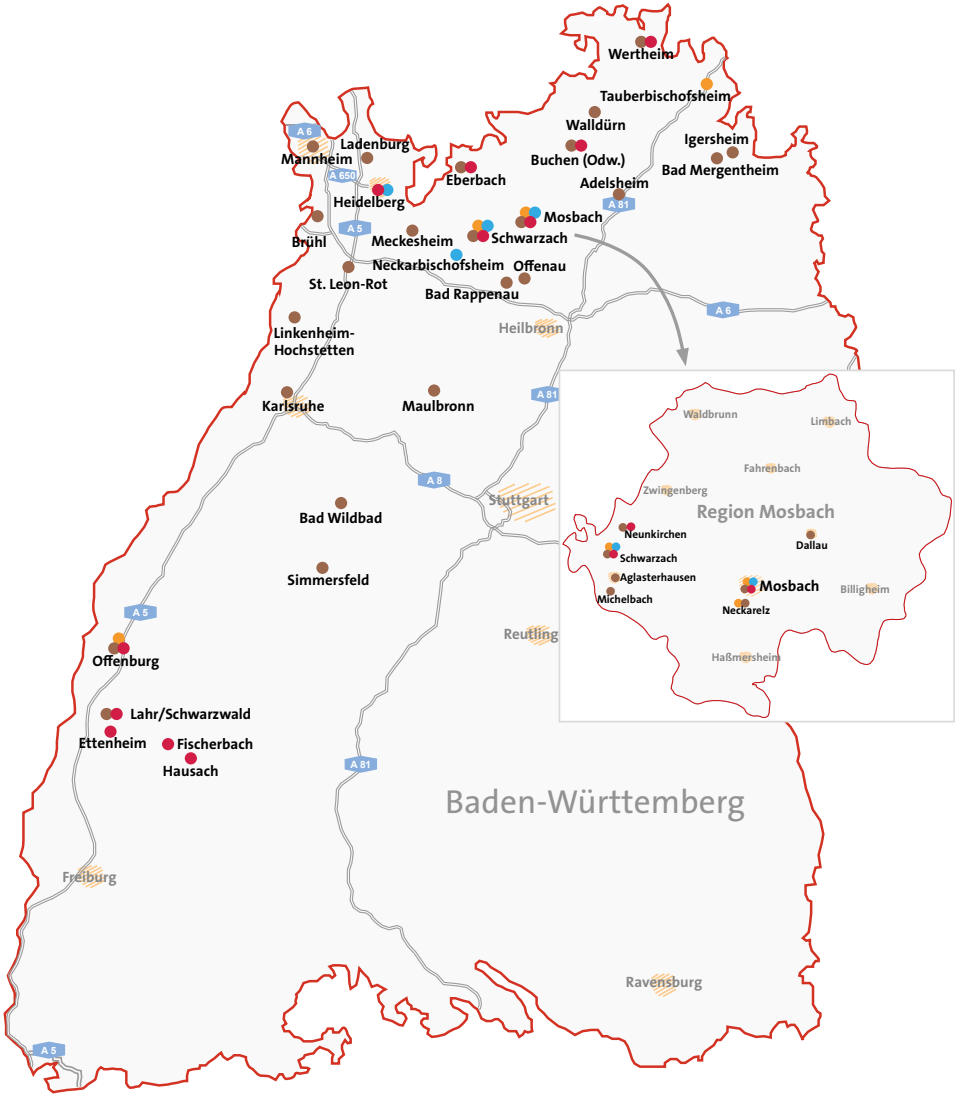 Wertheim
Tauberbischofsheim
Walldürn
A 6
Igersheim
Ladenburg
Mannheim
Buchen (Odw.)
Bad Mergentheim
A 650
Eberbach
Adelsheim
Heidelberg
A 81
Mosbach
A 5
Brühl
Meckesheim
Schwarzach
Neckarbischofsheim
Offenau
St. Leon-Rot
Bad Rappenau
A 6
Heilbronn
Linkenheim-
Hochstetten
A 81
Karlsruhe
Maulbronn
A 8
Stuttgart
Bad Wildbad
Simmersfeld
A 5
Reutling
Offenburg
Lahr/Schwarzwald
Ettenheim
Fischerbach
Hausach
A 81
Baden-Württemberg
Freiburg
Ravensburg
A 5
Waldbrunn
Limbach
Fahrenbach
Zwingenberg
Region Mosbach
Neunkirchen
Dallau
Schwarzach
Aglasterhausen
Mosbach
Billigheim
Michelbach
Neckarelz
Haßmersheim